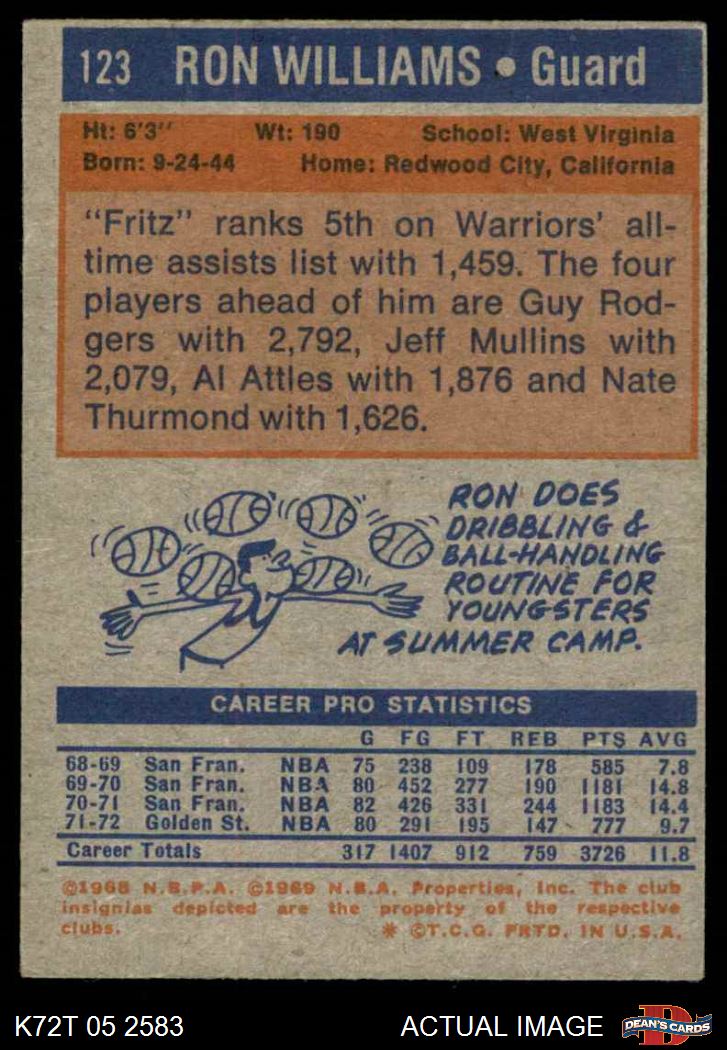 123 RON WILLIAMS • Guard
Ht: 6'3" Wt: 190 School: West Virginia
Born: 9-24-44 Home: Redwood City, California
"Fritz" ranks 5th on Warriors' all-
time assists list with 1,459. The four
players ahead of him are Guy Rod-
gers with 2,792, Jeff Mullins with
2,079, Al Attles with 1,876 and Nate
Thurmond with 1,626.
RON DOES
DRIBBLING &
BALL-HANDLING
ROUTINE FOR
YOUNGSTERS
AT SUMMER CAMP.
CAREER PRO STATISTICS
G FG FT REB PTS AVG
68-69 San Fran. NBA 75 238 109 178 585 7.8
69-70 San Fran. NBA 80 452 277 190 1181 14.8
70-71 San Fran. NBA 82 426 331 244 1183 14.4
71-72 Golden St. NBA 80 291 195 147 777 9.7
Career Totals 317 1407 912 759 3726 11.8
©1968 N.B.P.A. ©1969 N.B.A. Properties, Inc. The club
insignias depicted are the property of the respective
clubs. * ©T.C.G. PRTD. IN U.S.A.
K72T 05 2583 ACTUAL IMAGE D DEAN'S CARDS